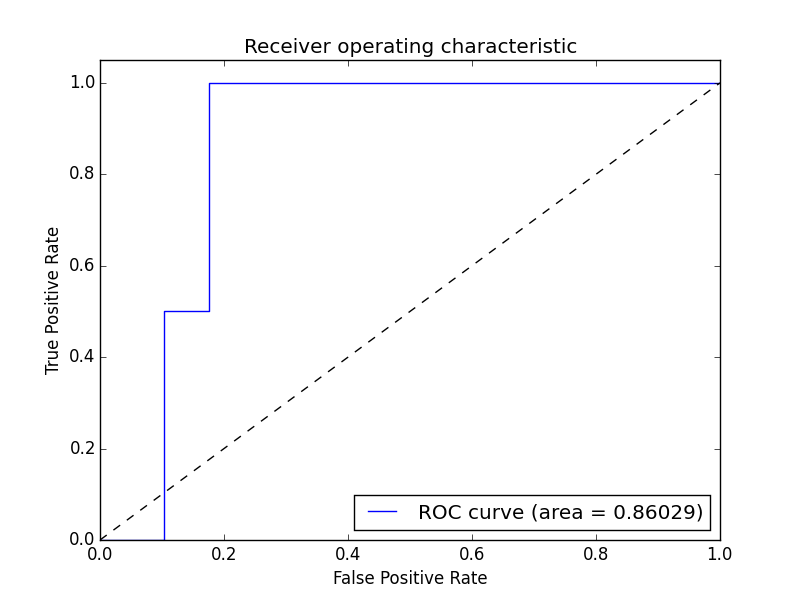 Receiver operating characteristic
True Positive Rate
1.0
0.8
0.6
0.4
0.2
0.0
ROC curve (area = 0.86029)
0.0 0.2 0.4 0.6 0.8 1.0
False Positive Rate